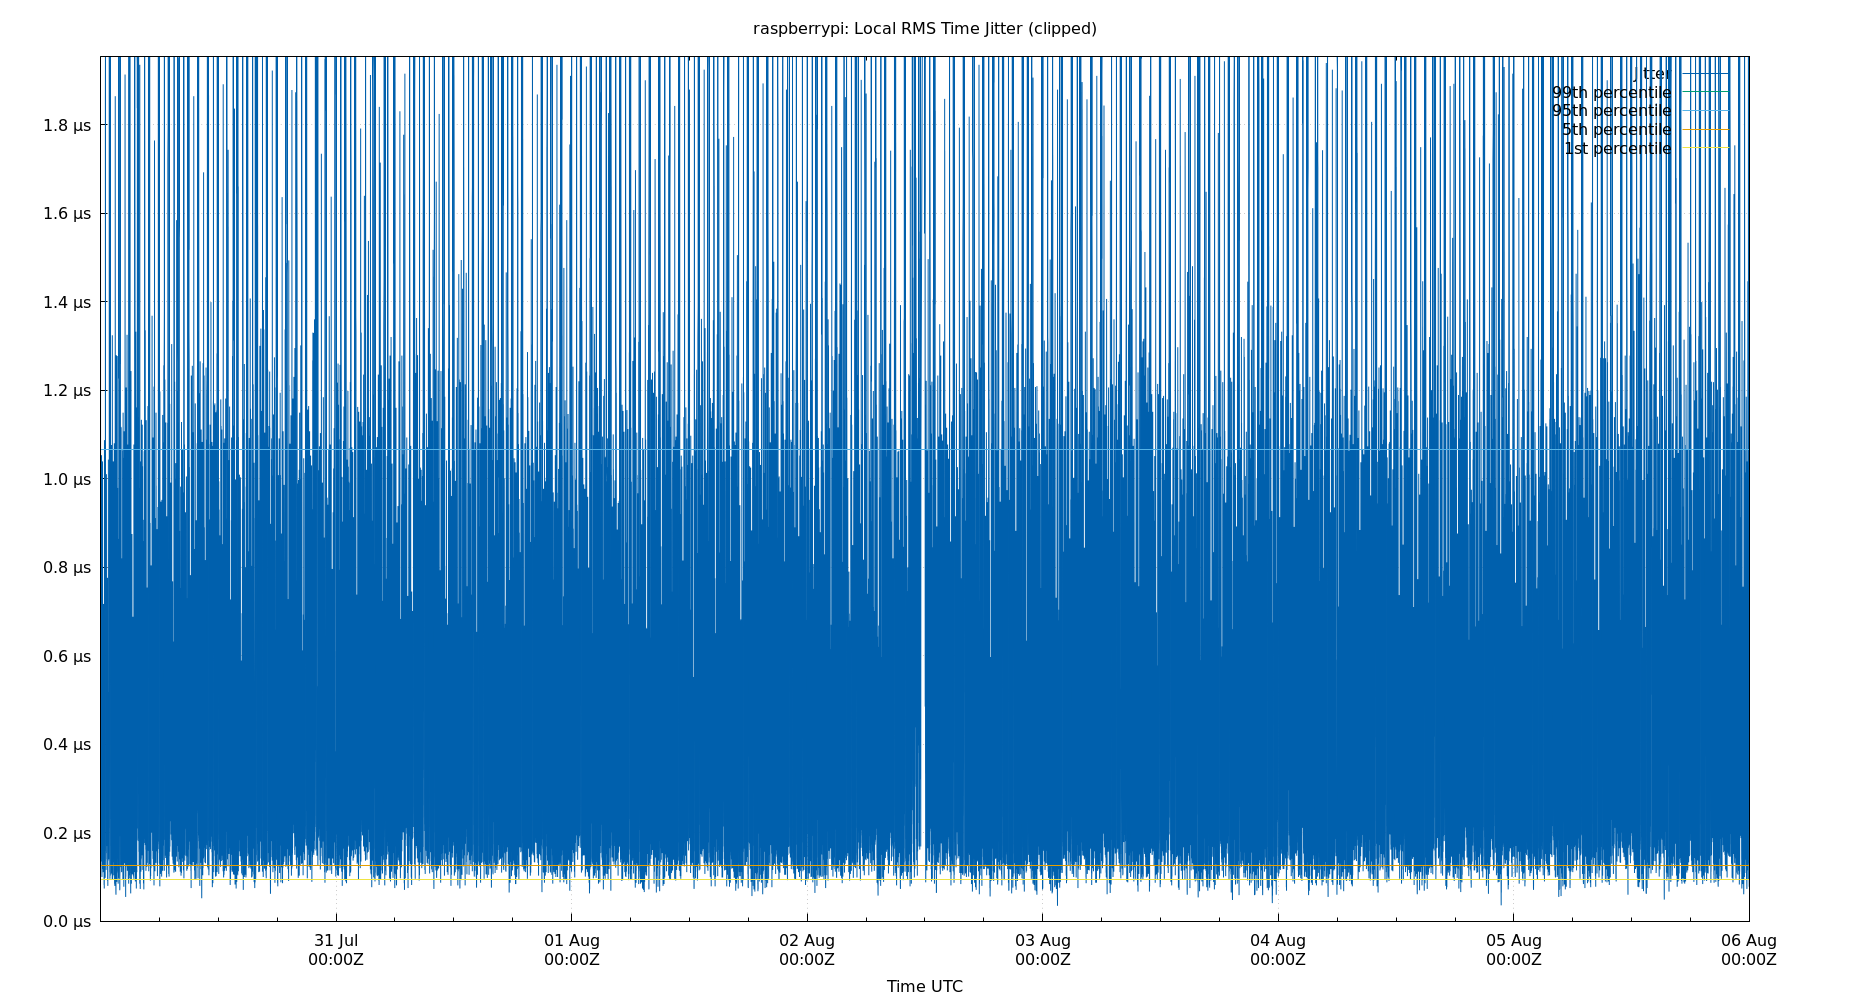 raspberrypi: Local RMS Time Jitter (clipped)
jitter
99th percentile
95th percentile
5th percentile
1st percentile
1.8 µs
1.6 µs
1.4 µs
1.2 µs
1.0 µs
0.8 µs
0.6 µs
0.4 µs
0.2 µs
0.0 µs
31 Jul 01 Aug 02 Aug 03 Aug 04 Aug 05 Aug 06 Aug
00:00Z 00:00Z 00:00Z 00:00Z 00:00Z 00:00Z 00:00Z
Time UTC